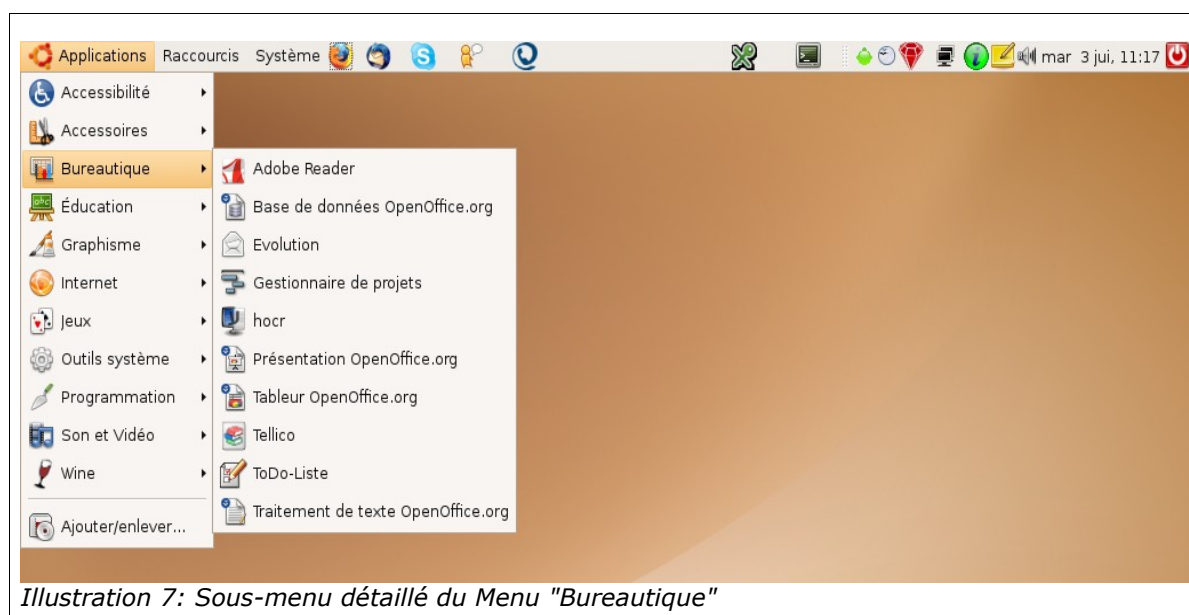 Applications Raccourcis Système mar 3 jui, 11:17
Accessibilité
Accessoires
Bureautique
Éducation
Graphisme
Internet
Jeux
Outils système
Programmation
Son et Vidéo
Wine
Ajouter/enlever...
Adobe Reader
Base de données OpenOffice.org
Evolution
Gestionnaire de projets
hocr
Présentation OpenOffice.org
Tableur OpenOffice.org
Tellico
ToDo-Liste
Traitement de texte OpenOffice.org
Illustration 7: Sous-menu détaillé du Menu "Bureautique"